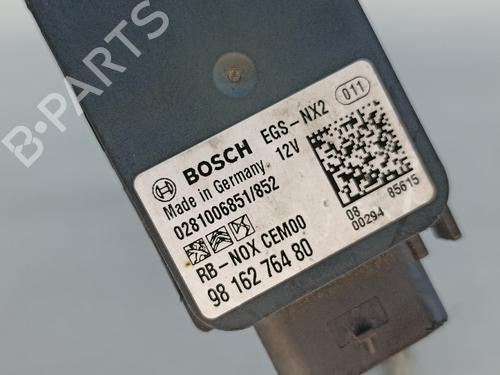 B-PARTS
BOSCH EGS-NX2 011
Made in Germany 12V
0281006851/852
RB-NOX CEM00
98 162 764 80
08 85615
00294